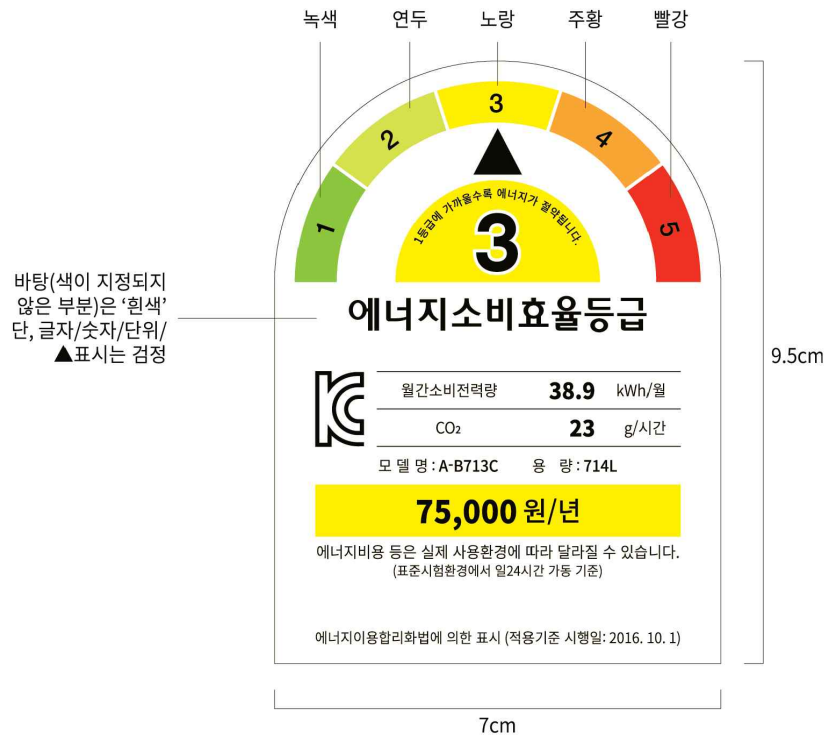 녹색 연두 노랑 주황 빨강
1 2 3 4 5
1등급에 가까울수록 에너지가 절약됩니다.
3
바탕(색이 지정되지
않은 부분)은 ‘흰색’
단, 글자/숫자/단위/
▲표시는 검정
에너지소비효율등급
월간소비전력량 38.9 kWh/월
CO₂ 23 g/시간
모 델 명 : A-B713C 용 량 : 714L
75,000 원/년
에너지비용 등은 실제 사용환경에 따라 달라질 수 있습니다.
(표준시험환경에서 일24시간 가동 기준)
에너지이용합리화법에 의한 표시 (적용기준 시행일: 2016. 10. 1)
9.5cm
7cm